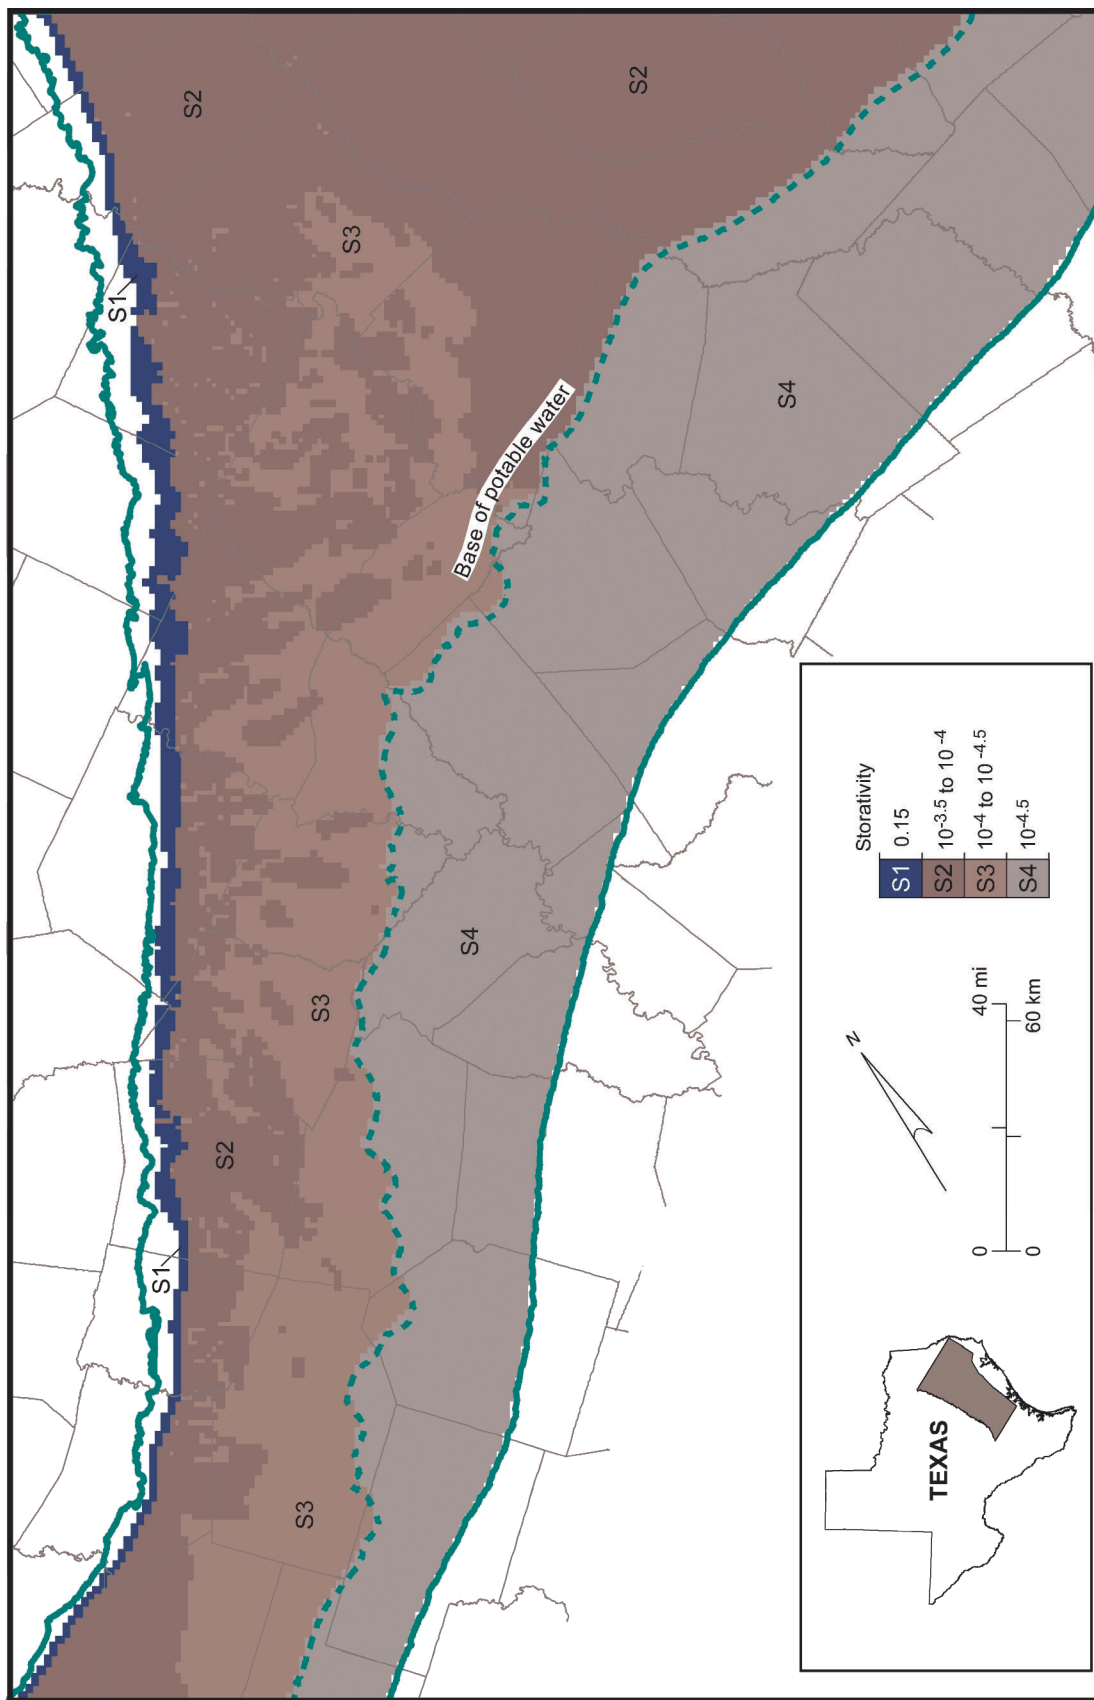 S1
S1
S2
S2
S2
S3
S3
S3
S4
S4
Base of potable water
TEXAS
0 40 mi
0 60 km
N
Storativity
S1 0.15
S2 10^-3.5 to 10^-4
S3 10^-4 to 10^-4.5
S4 10^-4.5